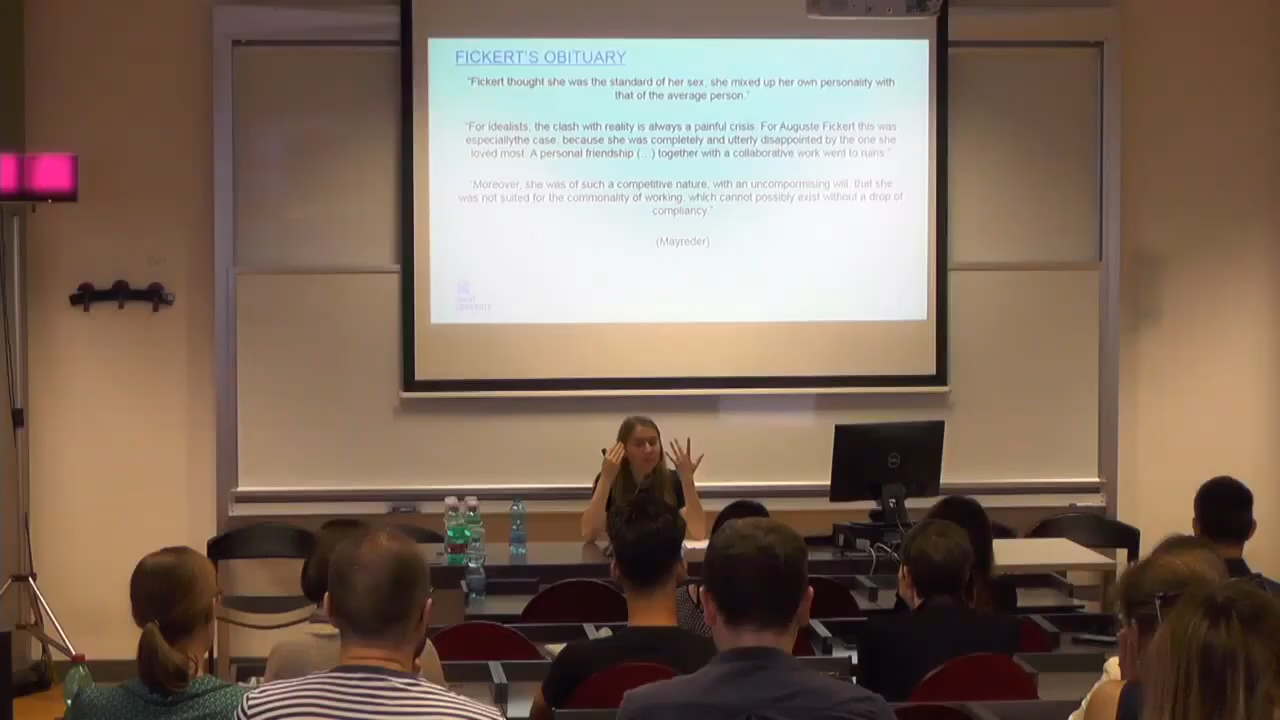 FICKERT'S OBITUARY
"Fickert thought she was the standard of her sex, she mixed up her own personality with
that of the average person."
"For idealists, the clash with reality is always a painful crisis. For Auguste Fickert this was
especiallythe case, because she was completely and utterly disappointed by the one she
loved most. A personal friendship (...) together with a collaborative work went to ruins."
"Moreover, she was of such a competitive nature, with an uncompormising will, that she
was not suited for the commonality of working, which cannot possibly exist without a drop of
compliancy."
(Mayreder)
UNIVERSITY
DELL